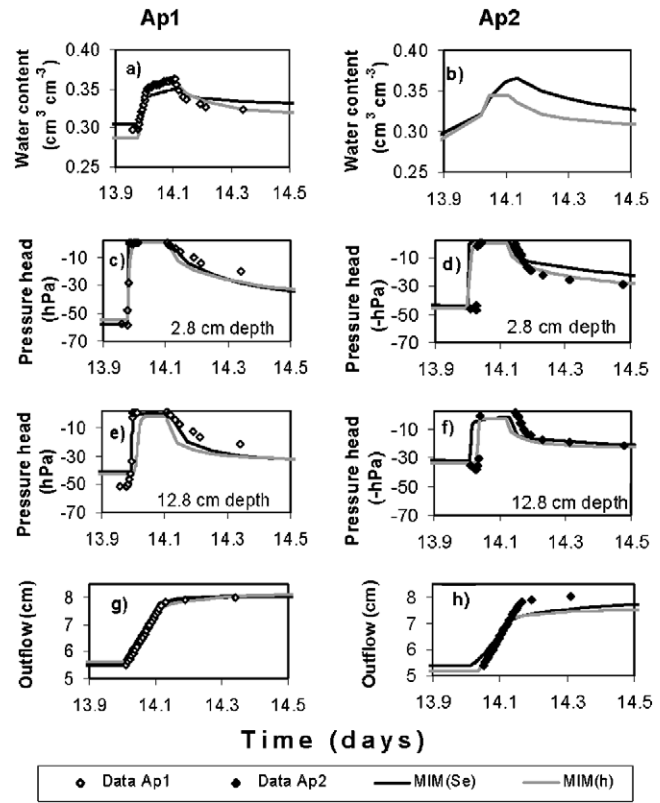 Ap1
Ap2
Water content
(cm³ cm⁻³)
0.40
0.35
0.30
0.25
a)
13.9 14.1 14.3 14.5
Water content
(cm³ cm⁻³)
0.40
0.35
0.30
0.25
b)
13.9 14.1 14.3 14.5
Pressure head
(hPa)
-10
-30
-50
-70
c)
2.8 cm depth
13.9 14.1 14.3 14.5
Pressure head
(-hPa)
-10
-30
-50
-70
d)
2.8 cm depth
13.9 14.1 14.3 14.5
Pressure head
(hPa)
-10
-30
-50
-70
e)
12.8 cm depth
13.9 14.1 14.3 14.5
Pressure head
(-hPa)
-10
-30
-50
-70
f)
12.8 cm depth
13.9 14.1 14.3 14.5
Outflow (cm)
8
7
6
5
g)
13.9 14.1 14.3 14.5
Outflow (cm)
8
7
6
5
h)
13.9 14.1 14.3 14.5
Time (days)
Data Ap1 Data Ap2 MIM(Se) MIM(h)